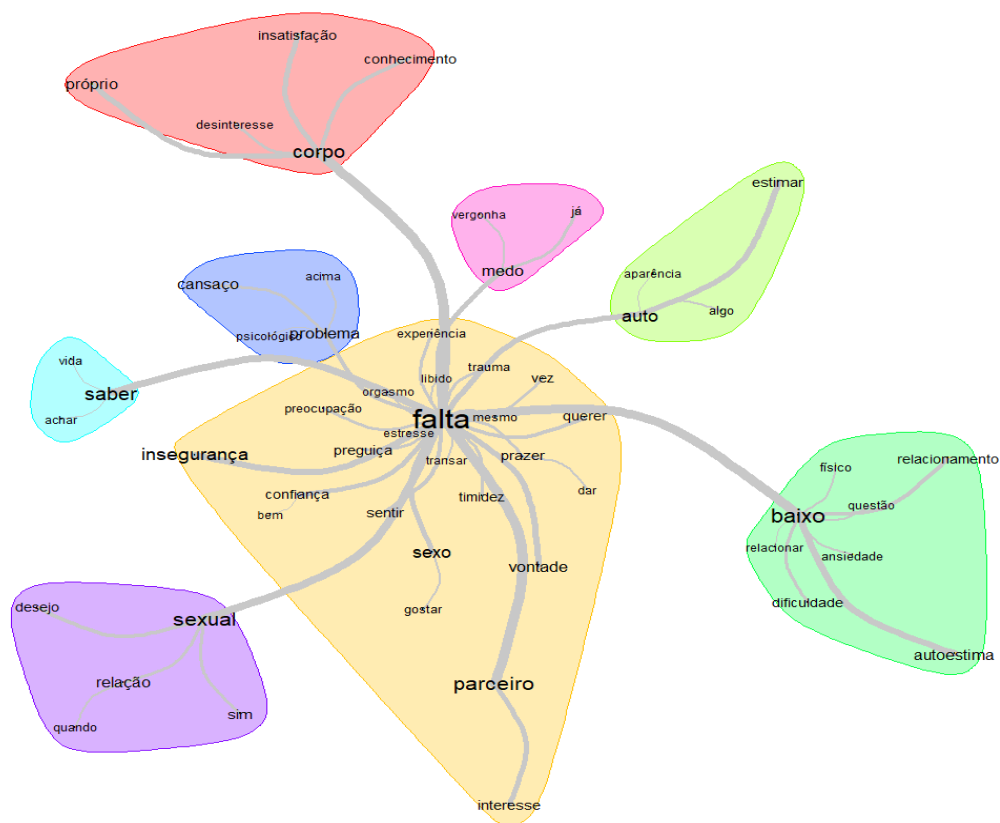 insatisfação
conhecimento
próprio
desinteresse
corpo
estimar
vergonha
já
medo
aparência
algo
auto
acima
cansaço
psicológico
problema
vida
saber
achar
experiência
trauma
libido
vez
orgasmo
preocupação
falta
mesmo
querer
estresse
insegurança
preguiça
transar
prazer
dar
confiança
timidez
bem
sentir
sexo
vontade
gostar
parceiro
interesse
físico
relacionamento
questão
baixo
relacionar
ansiedade
dificuldade
autoestima
desejo
sexual
relação
sim
quando